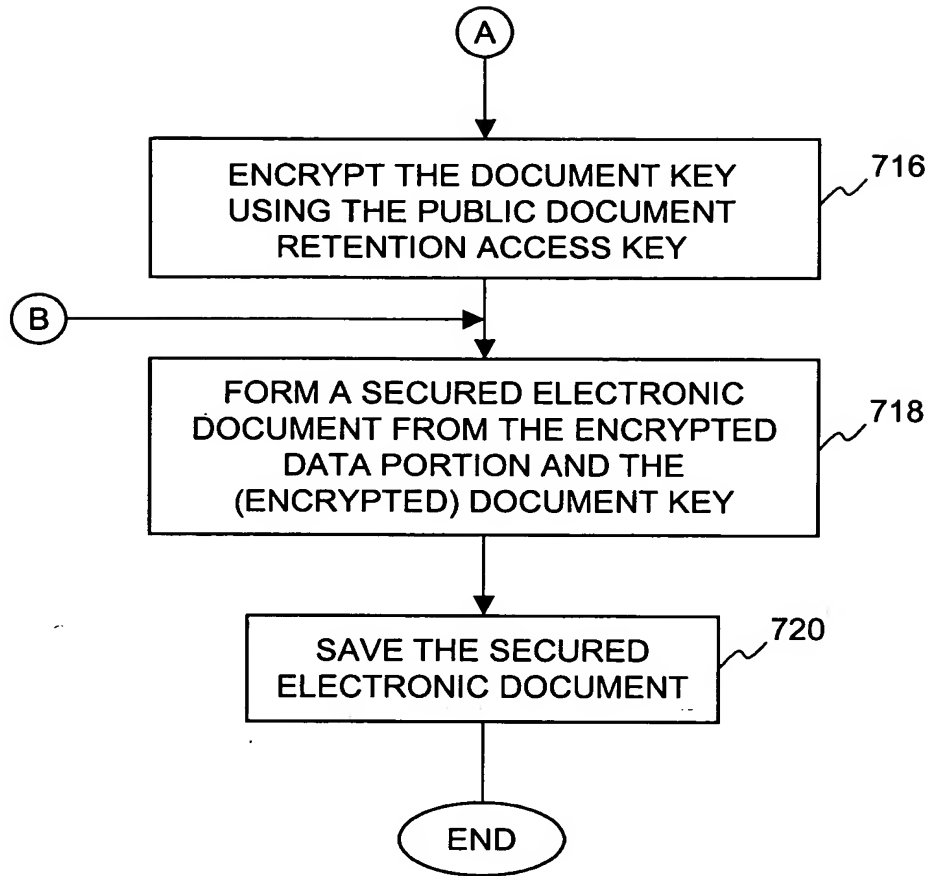 A
ENCRYPT THE DOCUMENT KEY
USING THE PUBLIC DOCUMENT
RETENTION ACCESS KEY
716
B
FORM A SECURED ELECTRONIC
DOCUMENT FROM THE ENCRYPTED
DATA PORTION AND THE
(ENCRYPTED) DOCUMENT KEY
718
SAVE THE SECURED
ELECTRONIC DOCUMENT
720
END